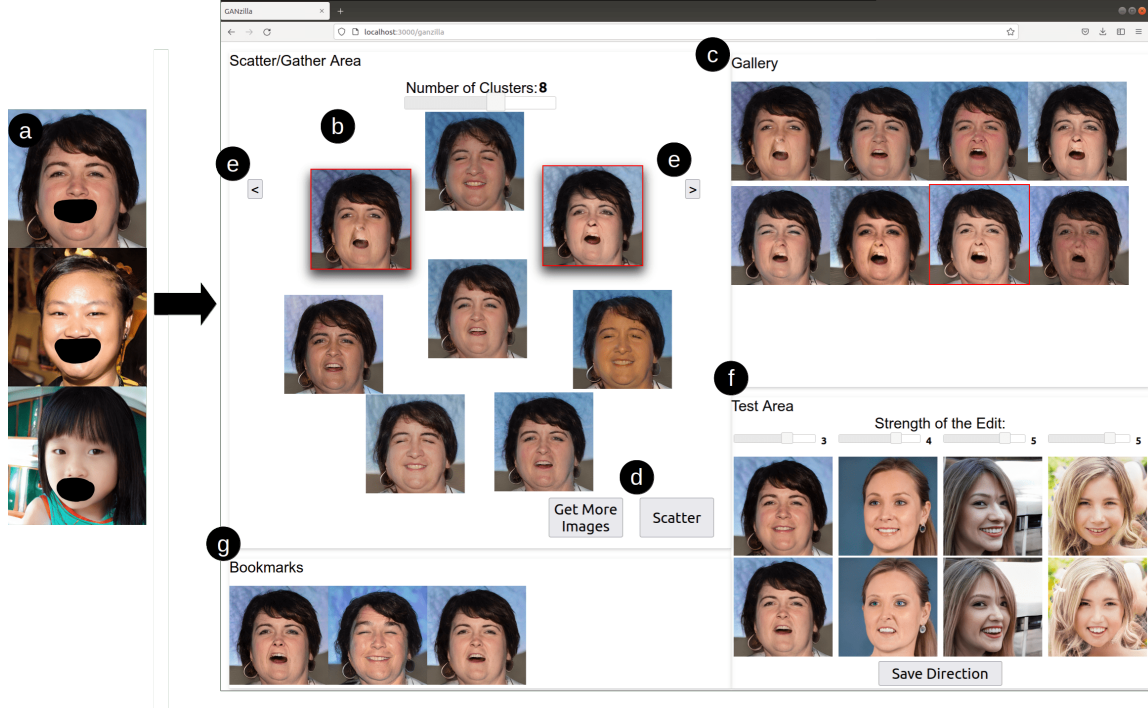 GANzilla
localhost:3000/ganzilla
a
Scatter/Gather Area
Number of Clusters:8
b
e
<
e
>
d
Get More
Images
Scatter
c
Gallery
f
Test Area
Strength of the Edit:
3
4
5
5
Save Direction
g
Bookmarks